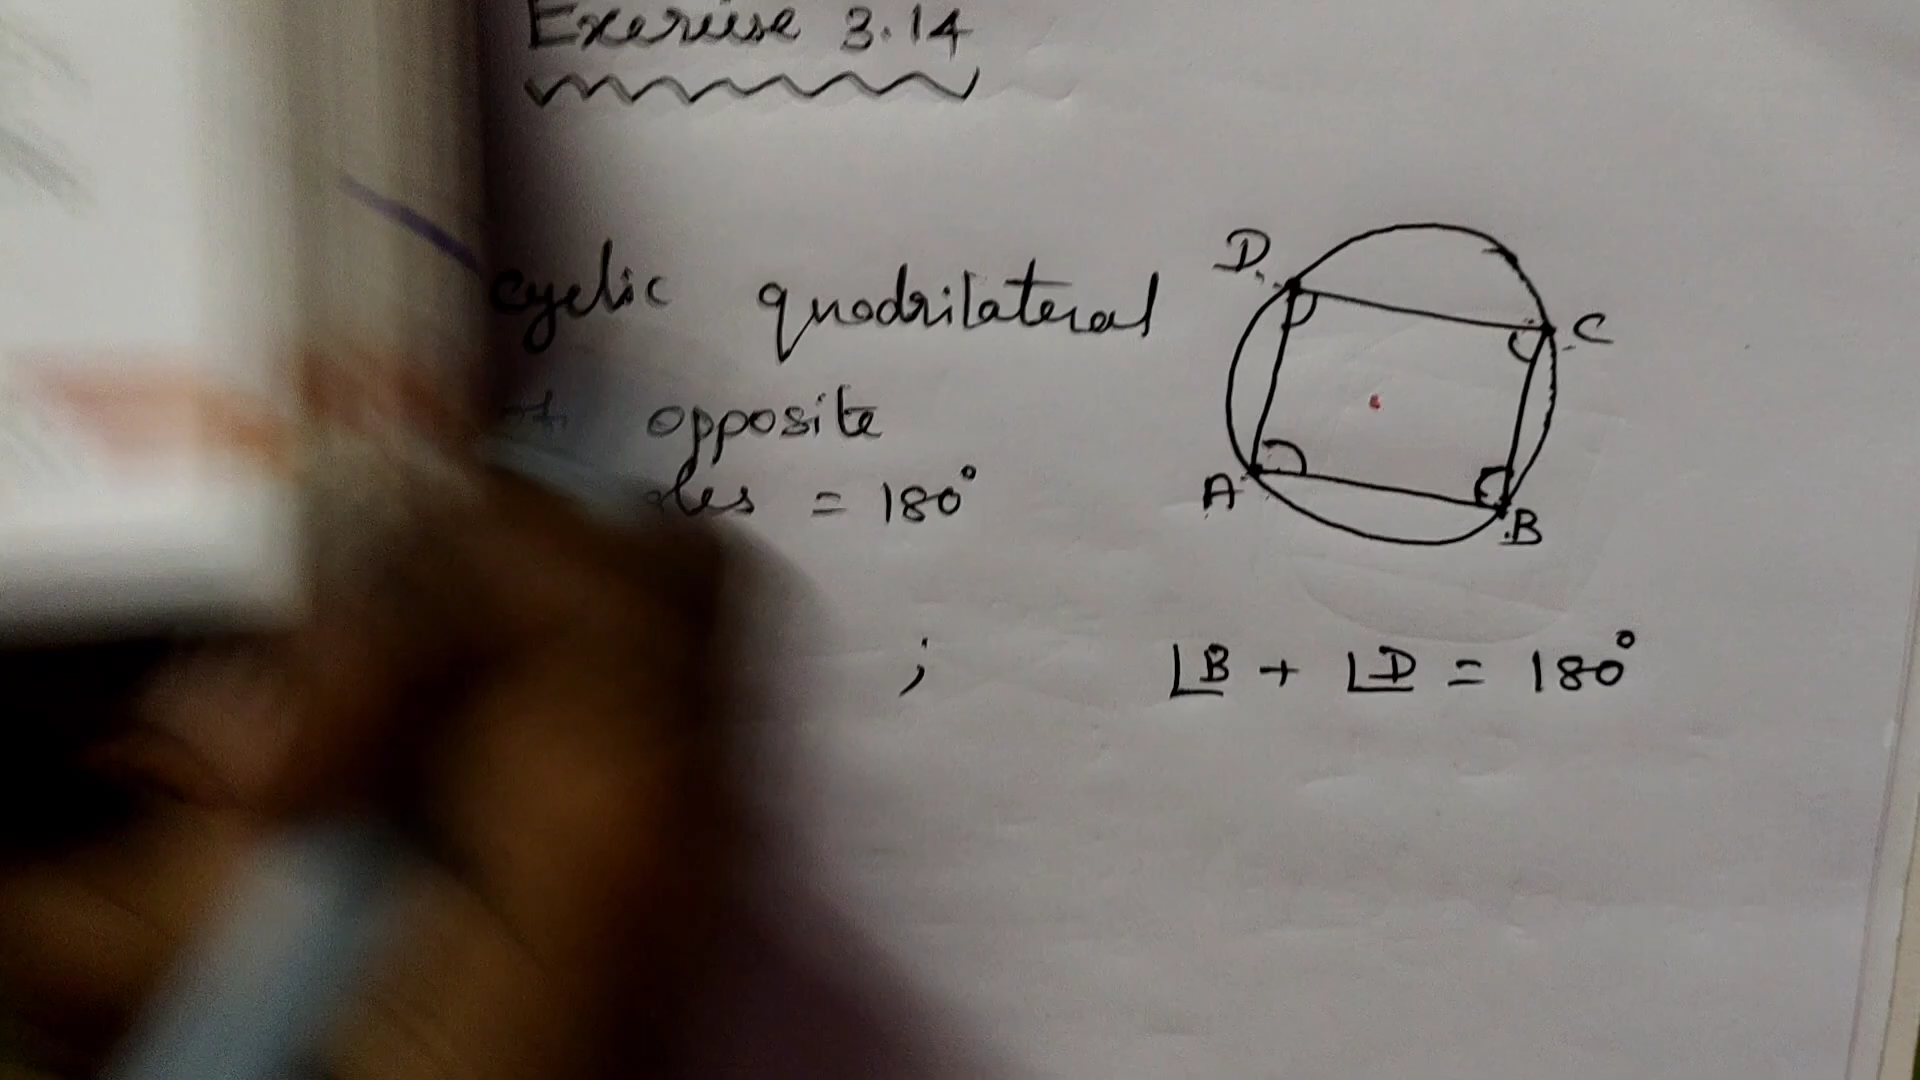 Exercise 3.14
cyclic quadrilateral
opposite
= 180°
D
C
A
B
; ∠B + ∠D = 180°